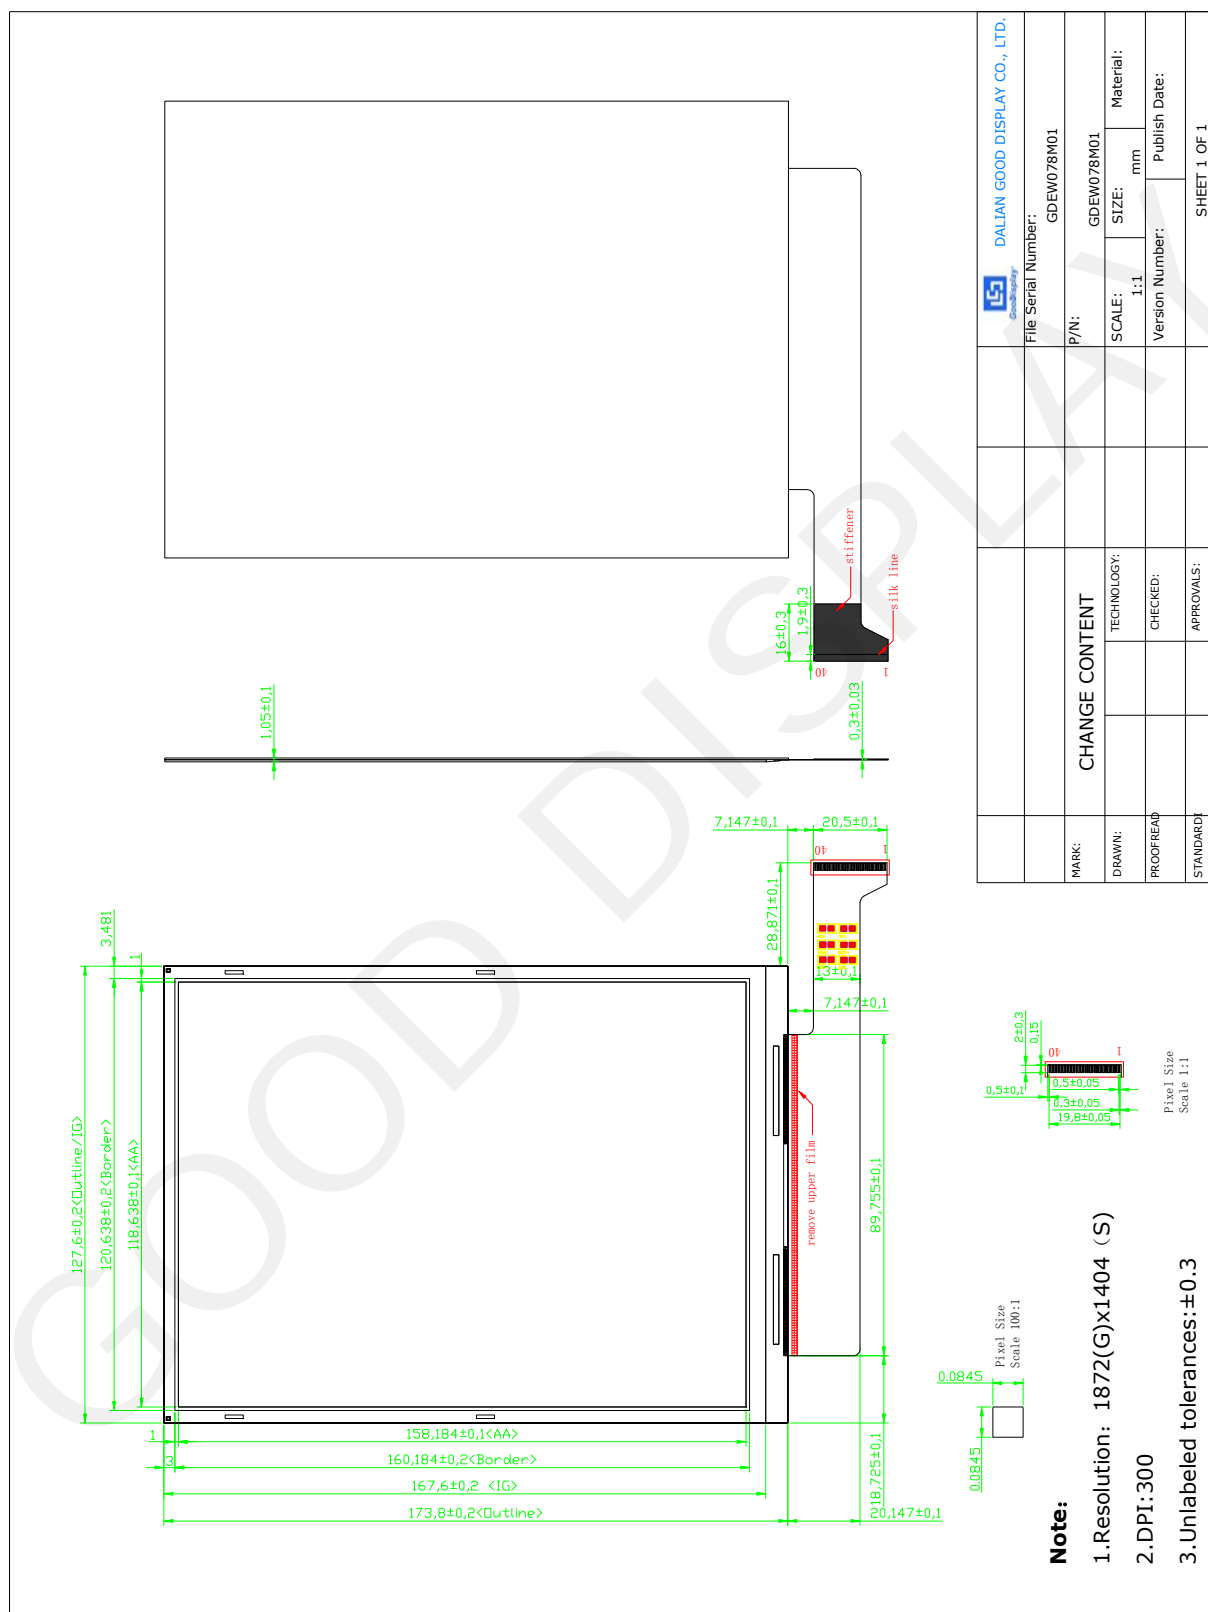 DALIAN GOOD DISPLAY CO., LTD.
GooDisplay
File Serial Number:
GDEW078M01
P/N:
GDEW078M01
SCALE:
1:1
SIZE:
mm
Material:
Version Number:
Publish Date:
SHEET 1 OF 1
CHANGE CONTENT
MARK:
DRAWN:
TECHNOLOGY:
PROOFREAD
CHECKED:
STANDARDI
APPROVALS:
stiffener
silk line
16±0,3
1,9±0,3
40
1
1,05±0,1
0,3±0,03
7,147±0,1
20,5±0,1
40
1
28,871±0,1
13±0,1
7,147±0,1
3,481
1
127,6±0,2<Outline/IG>
120,638±0,2<Border>
118,638±0,1<AA>
remove upper film
89,755±0,1
18,725±0,1
20,147±0,1
1
3
158,184±0,1<AA>
160,184±0,2<Border>
167,6±0,2 <IG>
173,8±0,2<Outline>
2±0,3
0,15
40
1
0,5±0,1
0,5±0,05
0,3±0,05
19,8±0,05
Pixel Size
Scale 1:1
0.0845
0.0845
Pixel Size
Scale 100:1
Note:
1.Resolution: 1872(G)x1404（S)
2.DPI:300
3.Unlabeled tolerances:±0.3
GOOD DISPLAY